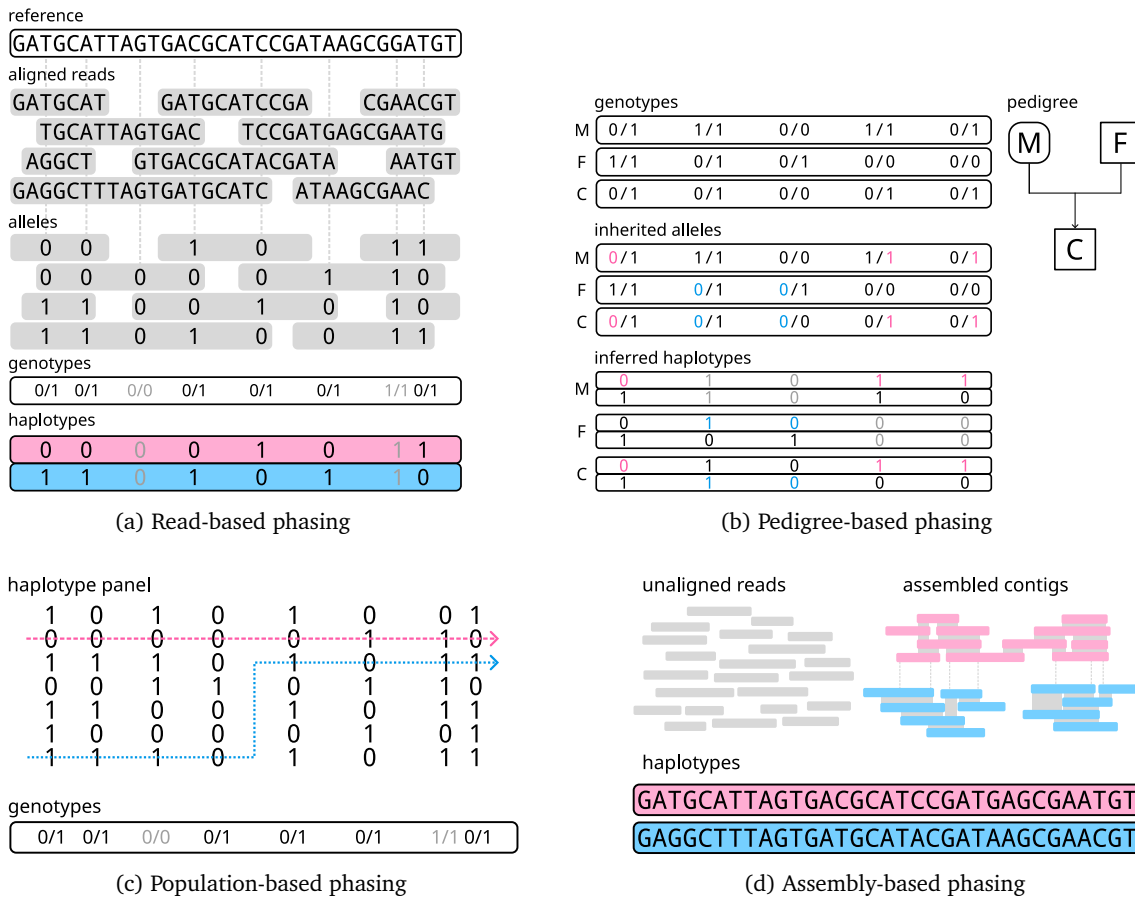 reference
GATGCATTAGTGACGCATCCGATAAGCGGATGT
aligned reads
GATGCAT GATGCATCCGA CGAACGT
TGCATTAGTGAC TCCGATGAGCGAATG
AGGCT GTGACGCATACGATA AATGT
GAGGCTTTAGTGATGCATC ATAAGCGAAC
alleles
0 0 1 0 1 1
0 0 0 0 0 1 1 0
1 1 0 0 1 0 1 0
1 1 0 1 0 0 1 1
genotypes
0/1 0/1 0/0 0/1 0/1 0/1 1/1 0/1
haplotypes
0 0 0 0 1 0 1 1
1 1 0 1 0 1 1 0
(a) Read-based phasing
genotypes
M 0/1 1/1 0/0 1/1 0/1
F 1/1 0/1 0/1 0/0 0/0
C 0/1 0/1 0/0 0/1 0/1
inherited alleles
M 0/1 1/1 0/0 1/1 0/1
F 1/1 0/1 0/1 0/0 0/0
C 0/1 0/1 0/0 0/1 0/1
inferred haplotypes
M
0 1 0 1 1
1 1 0 1 0
F
0 1 0 0 0
1 0 1 0 0
C
0 1 0 1 1
1 1 0 0 0
pedigree
M F
C
(b) Pedigree-based phasing
haplotype panel
1 0 1 0 1 0 0 1
0 0 0 0 0 1 1 0
1 1 1 0 1 0 1 1
0 0 1 1 0 1 1 0
1 1 0 0 0 1 1 1
1 0 0 0 0 1 0 1
1 1 1 0 1 0 1 1
genotypes
0/1 0/1 0/0 0/1 0/1 0/1 1/1 0/1
(c) Population-based phasing
unaligned reads
assembled contigs
haplotypes
GATGCATTAGTGACGCATCCGATGAGCGAATGT
GAGGCTTTAGTGATGCATACGATAAGCGAACGT
(d) Assembly-based phasing